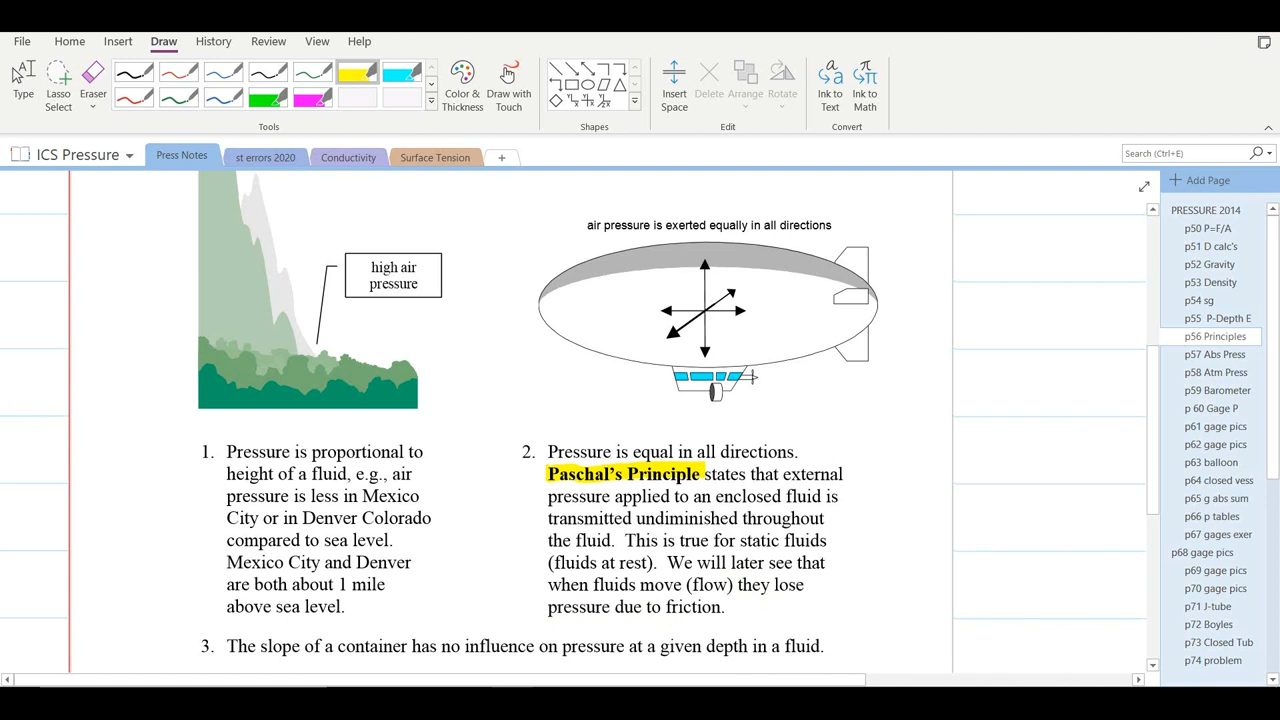 File Home Insert Draw History Review View Help
Type Lasso Select Eraser Color & Thickness Draw with Touch Insert Space Delete Arrange Rotate Ink to Text Ink to Math
Tools Shapes Edit Convert
ICS Pressure Press Notes st errors 2020 Conductivity Surface Tension + Search (Ctrl+E)
Add Page
PRESSURE 2014
p50 P=F/A
p51 D calc's
p52 Gravity
p53 Density
p54 sg
p55 P-Depth E
p56 Principles
p57 Abs Press
p58 Atm Press
p59 Barometer
p 60 Gage P
p61 gage pics
p62 gage pics
p63 balloon
p64 closed vess
p65 g abs sum
p66 p tables
p67 gages exer
p68 gage pics
p69 gage pics
p70 gage pics
p71 J-tube
p72 Boyles
p73 Closed Tub
p74 problem
high air
pressure
air pressure is exerted equally in all directions
1. Pressure is proportional to
height of a fluid, e.g., air
pressure is less in Mexico
City or in Denver Colorado
compared to sea level.
Mexico City and Denver
are both about 1 mile
above sea level.
2. Pressure is equal in all directions.
Paschal's Principle states that external
pressure applied to an enclosed fluid is
transmitted undiminished throughout
the fluid. This is true for static fluids
(fluids at rest). We will later see that
when fluids move (flow) they lose
pressure due to friction.
3. The slope of a container has no influence on pressure at a given depth in a fluid.